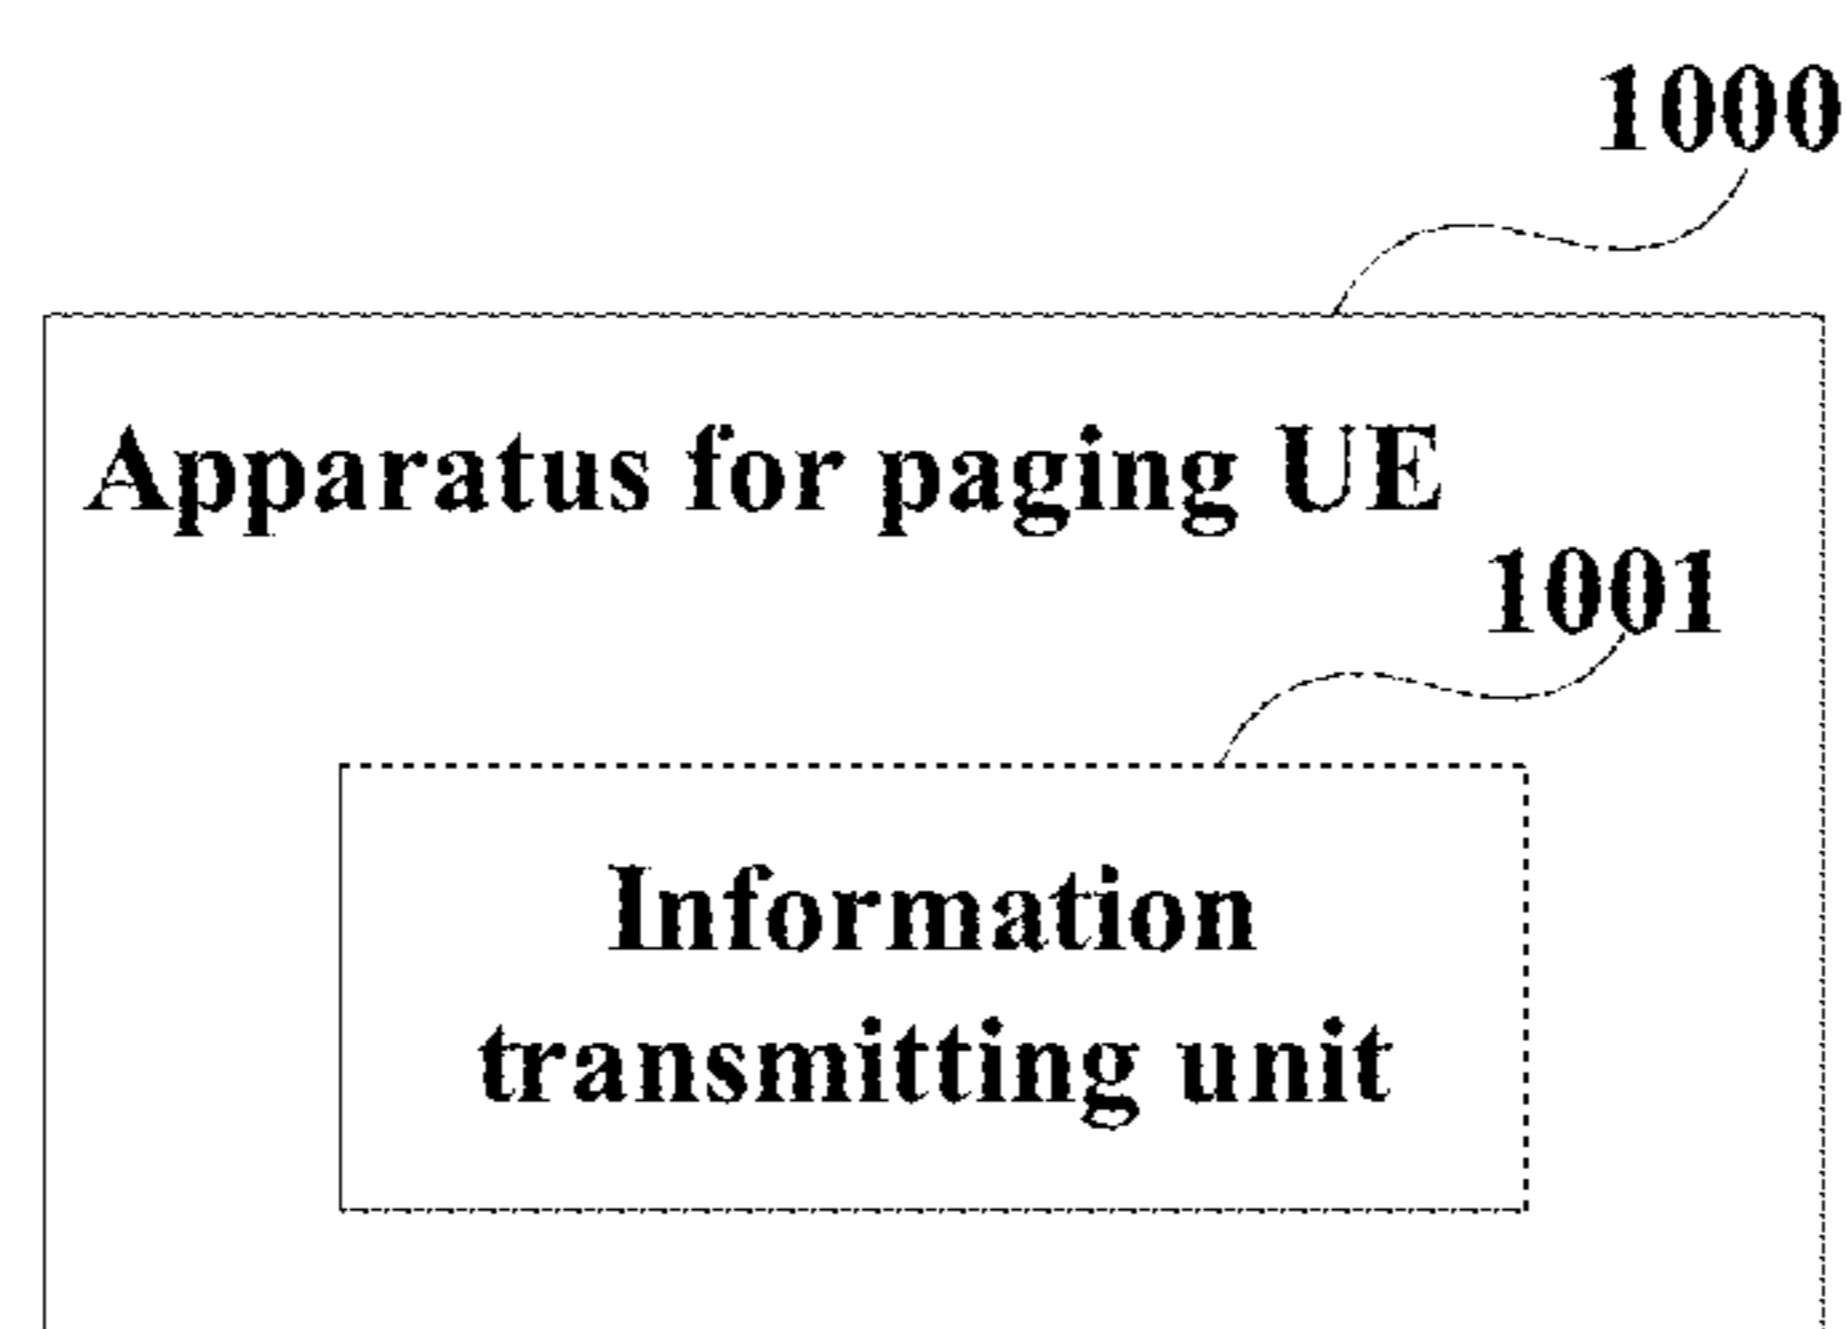 1000
Apparatus for paging UE
1001
Information
transmitting unit